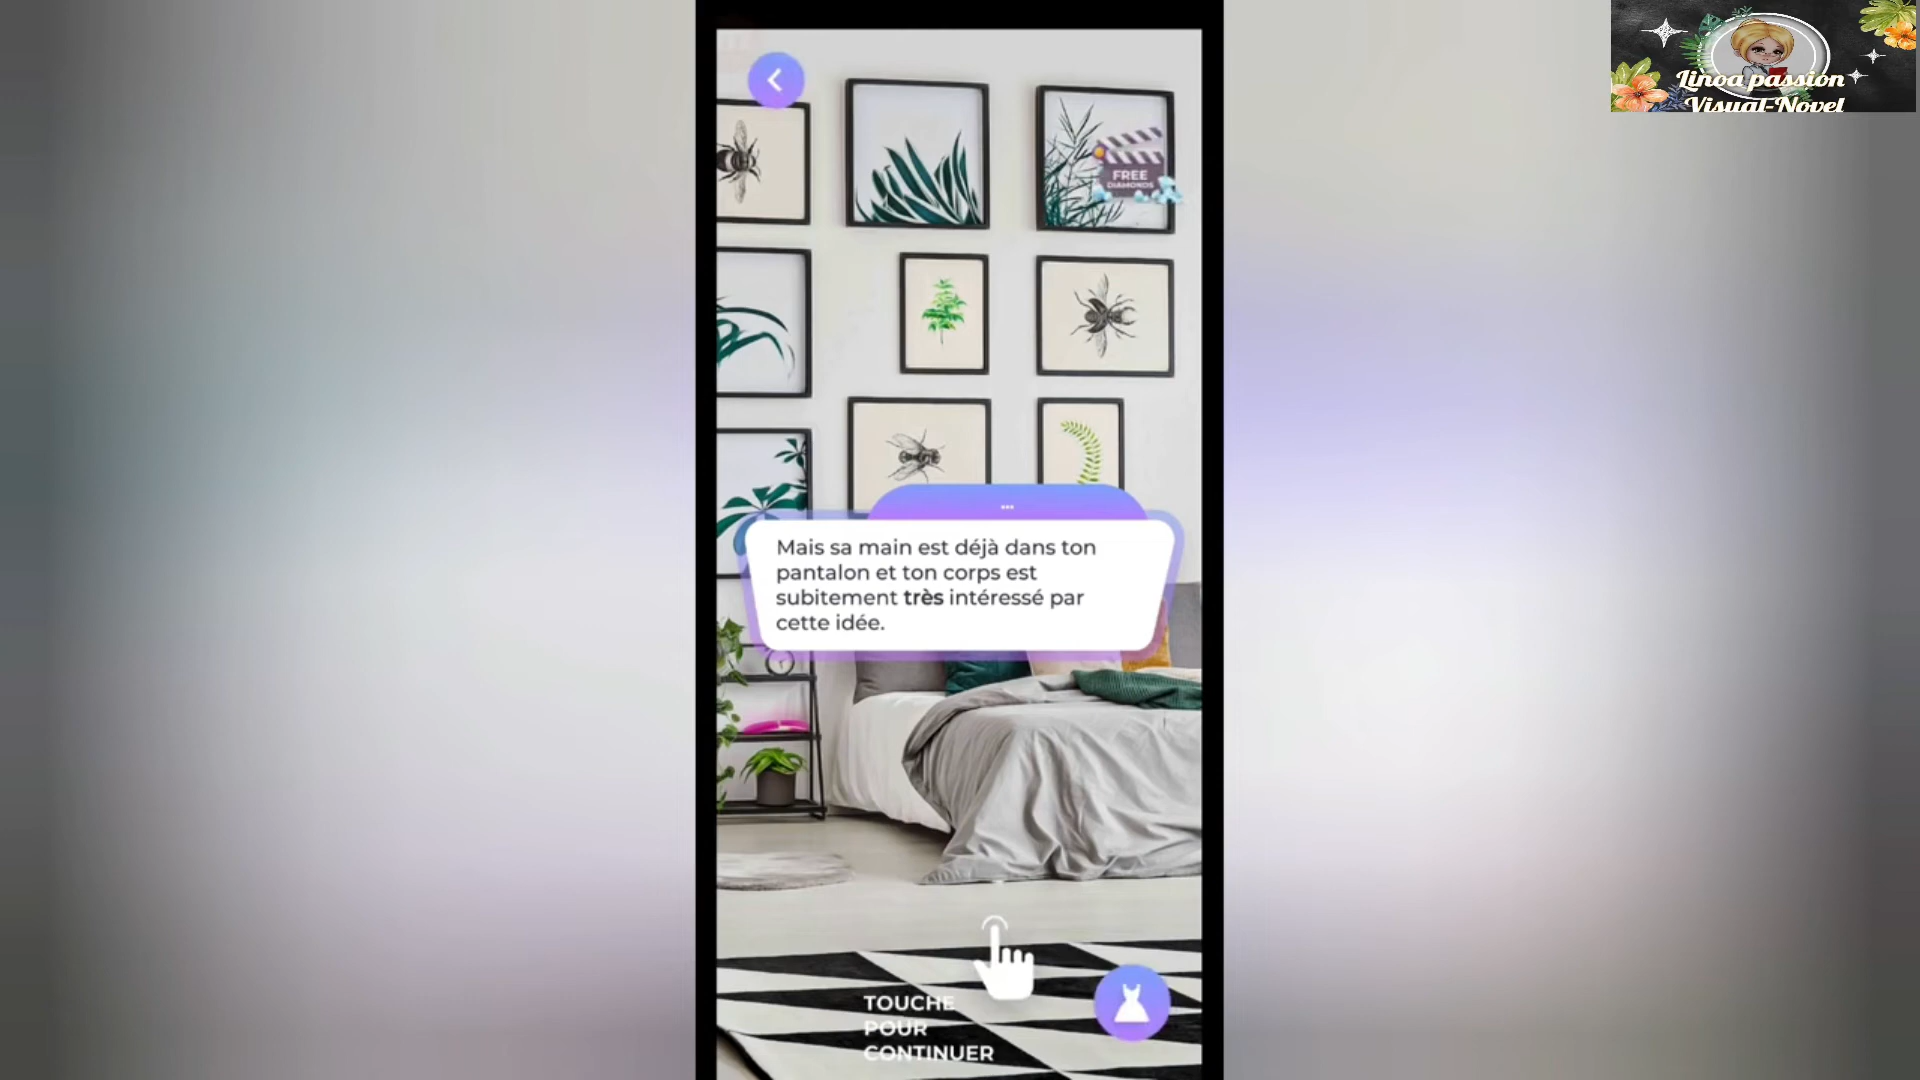 Linoa passion
Visual-Novel
FREE
DIAMONDS
...
Mais sa main est déjà dans ton
pantalon et ton corps est
subitement très intéressé par
cette idée.
TOUCHE
POUR
CONTINUER